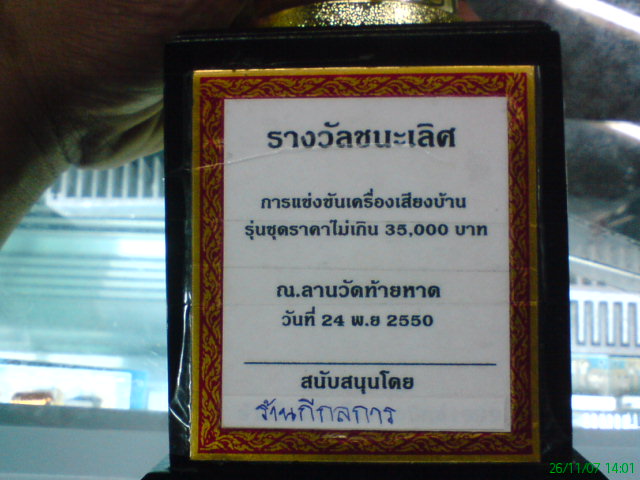 รางวัลชนะเลิศ
การแข่งขันเครื่องเสียงบ้าน
รุ่นชุดราคาไม่เกิน 35,000 บาท
ณ.ลานวัดท้ายหาด
วันที่ 24 พ.ย 2550
สนับสนุนโดย
ร้านกีกลการ
26/11/07 14:01